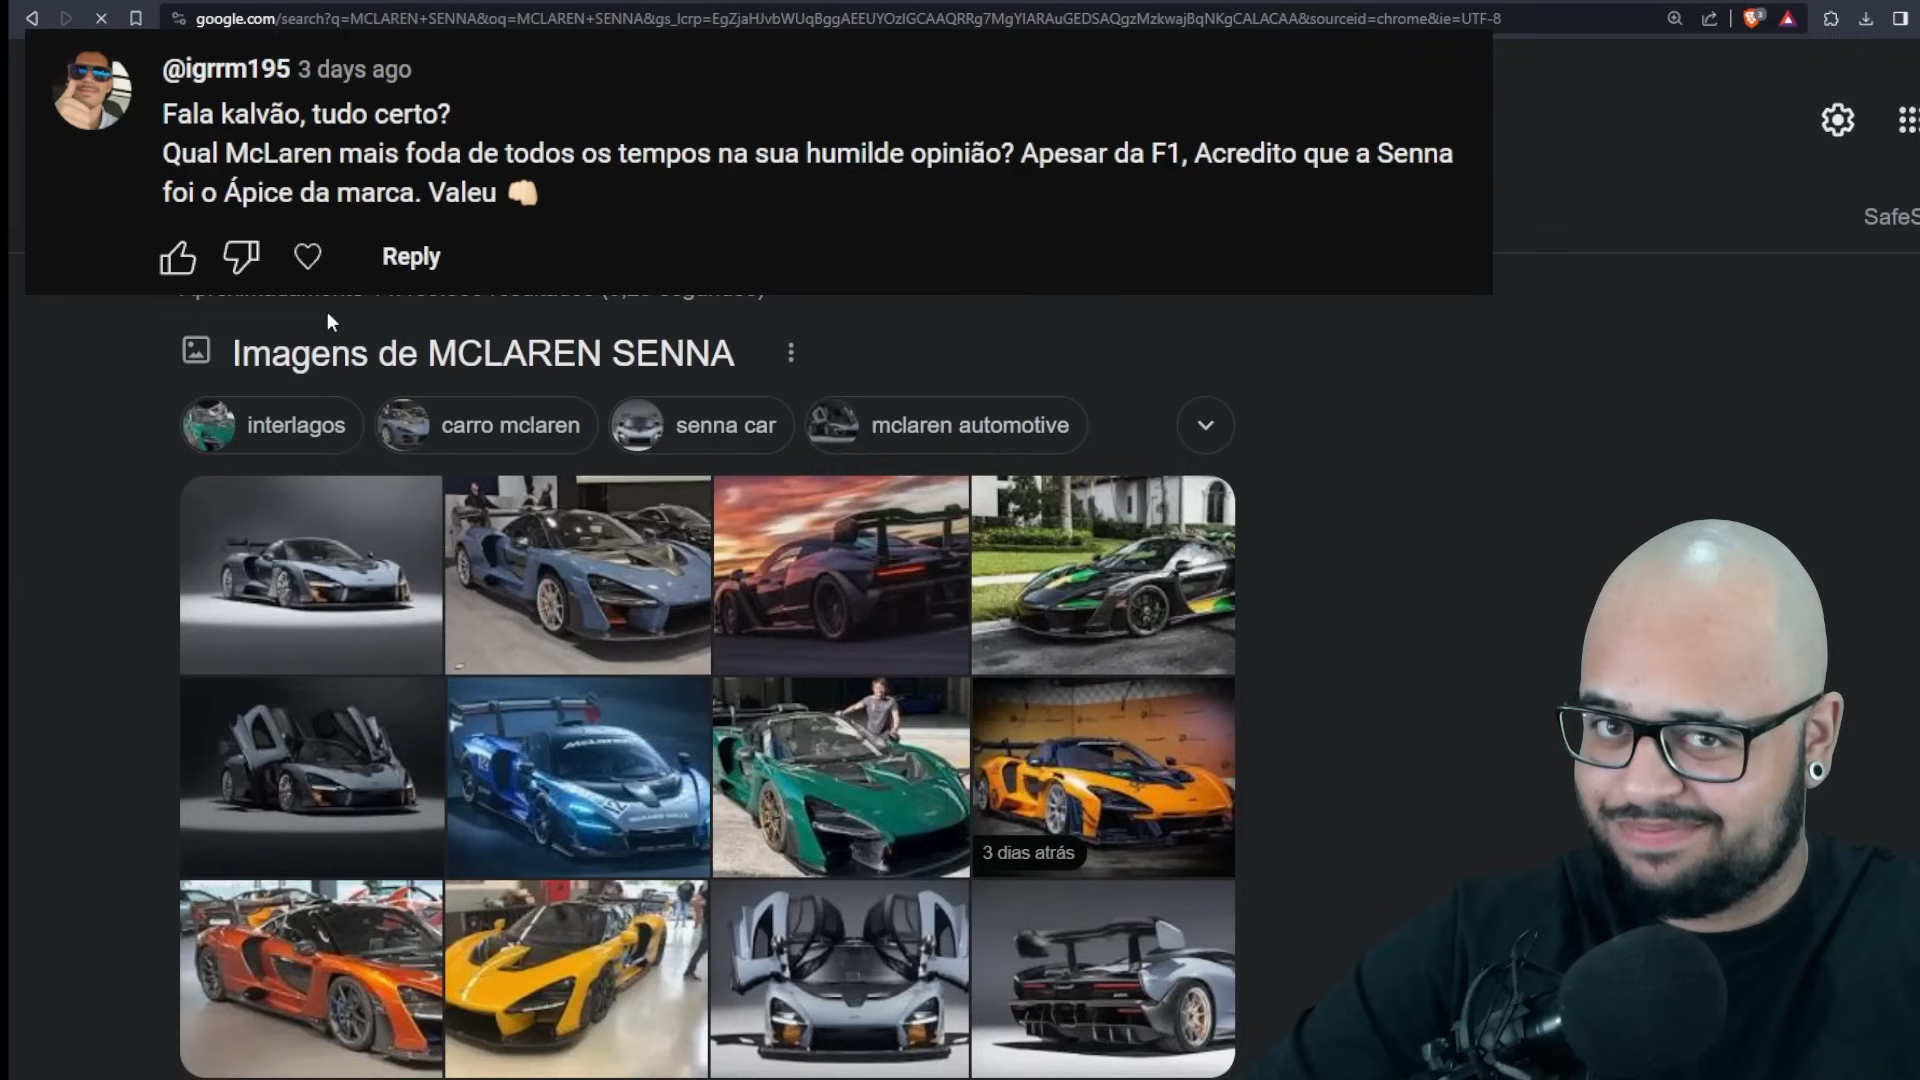 google.com/search?q=MCLAREN+SENNA&oq=MCLAREN+SENNA&gs_lcrp=EgZjaHJvbWUqBggAEEUYOzIGCAAQRRg7MgYIARAuGEDSAQgzMzkwajBqNKgCALACAA&sourceid=chrome&ie=UTF-8
@igrrm195 3 days ago
Fala kalvão, tudo certo?
Qual McLaren mais foda de todos os tempos na sua humilde opinião? Apesar da F1, Acredito que a Senna
foi o Ápice da marca. Valeu 👊🏻
Reply
SafeS
Imagens de MCLAREN SENNA
interlagos
carro mclaren
senna car
mclaren automotive
McLaren
3 dias atrás